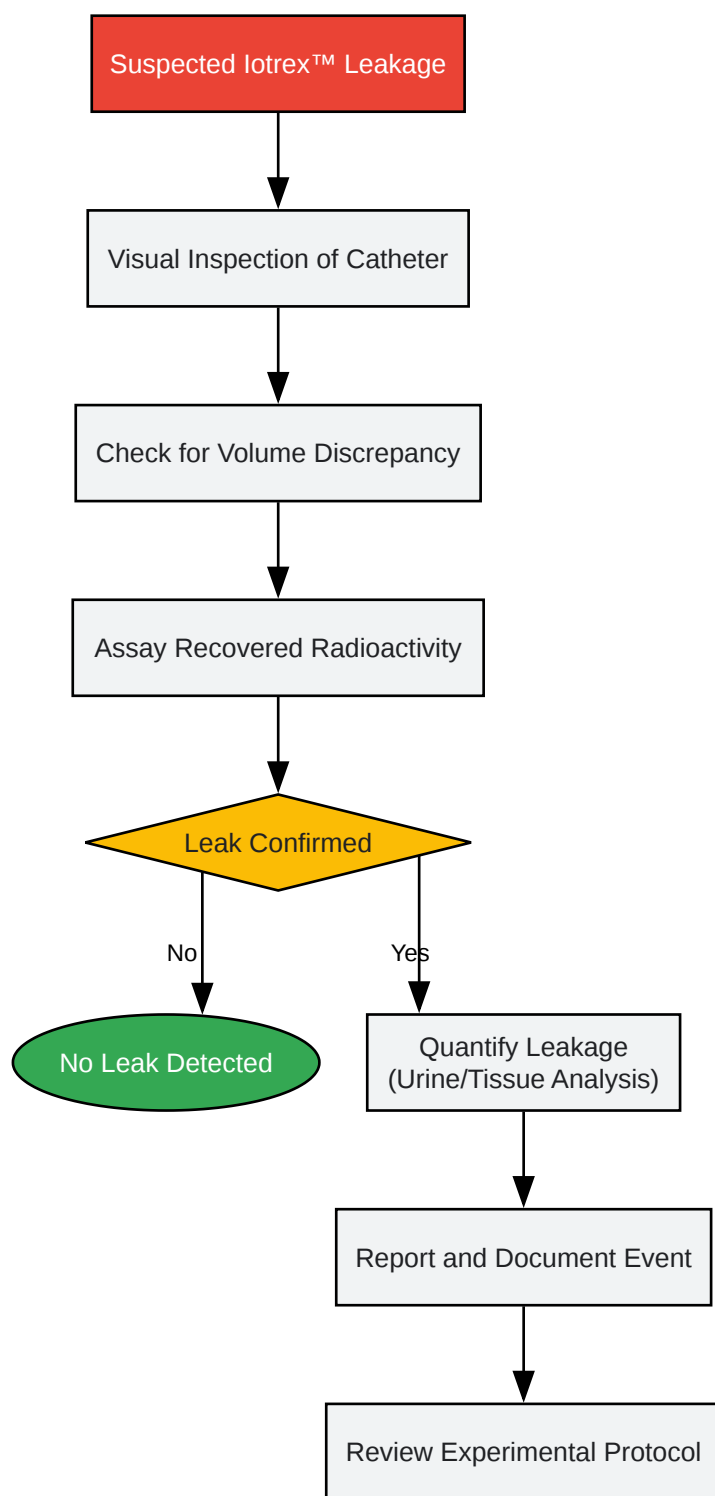 Suspected Iotrex™ Leakage
Visual Inspection of Catheter
Check for Volume Discrepancy
Assay Recovered Radioactivity
Leak Confirmed
No
Yes
No Leak Detected
Quantify Leakage
(Urine/Tissue Analysis)
Report and Document Event
Review Experimental Protocol